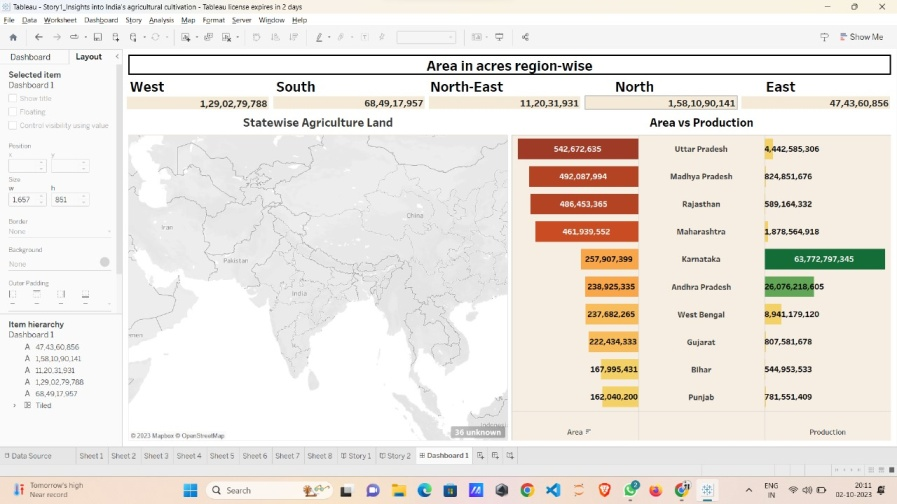 Tableau - Story1_Insights into India's agricultural cultivation - Tableau license expires in 2 days
File Data Worksheet Dashboard Story Analysis Map Format Server Window Help
Show Me
Dashboard Layout
Selected item
Dashboard 1
Show title
Floating
Control visibility using value
Position
x y
Size
w h
1,657 851
Border
None
Background
None
Outer Padding
Item hierarchy
Dashboard 1
A 47,43,60,856
A 1,58,10,90,141
A 11,20,31,931
A 1,29,02,79,788
A 68,49,17,957
Tiled
Area in acres region-wise
West South North-East North East
1,29,02,79,788 68,49,17,957 11,20,31,931 1,58,10,90,141 47,43,60,856
Statewise Agriculture Land
Iran
Pakistan
India
China
36 unknown
© 2023 Mapbox © OpenStreetMap
Area vs Production
542,672,635 Uttar Pradesh 4,442,585,306
492,087,994 Madhya Pradesh 824,851,676
486,453,365 Rajasthan 589,164,332
461,939,552 Maharashtra 1,878,564,918
257,907,399 Karnataka 63,772,797,345
238,925,335 Andhra Pradesh 26,076,218,605
237,682,265 West Bengal 8,941,179,120
222,434,333 Gujarat 807,581,678
167,995,431 Bihar 544,953,533
162,040,200 Punjab 781,551,409
Area Production
Data Source Sheet 1 Sheet 2 Sheet 3 Sheet 4 Sheet 5 Sheet 6 Sheet 7 Sheet 8 Story 1 Story 2 Dashboard 1
Tomorrow's high
Near record
Search
ENG
IN
20:11
02-10-2023